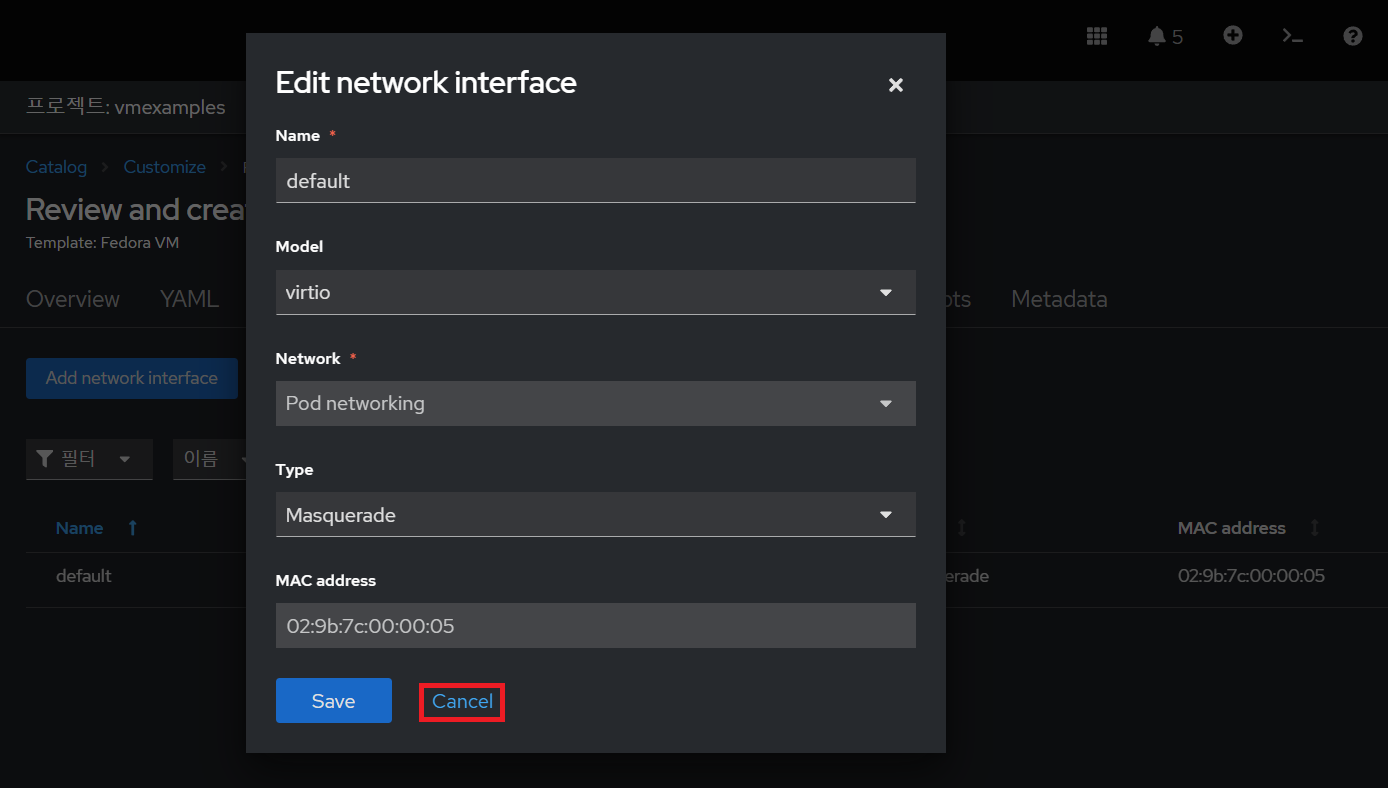 5
프로젝트: vmexamples
Catalog Customize
Review and crea
Template: Fedora VM
Overview YAML Metadata
Add network interface
필터 이름
Name MAC address
default erade 02:9b:7c:00:00:05
Edit network interface
Name *
default
Model
virtio
Network *
Pod networking
Type
Masquerade
MAC address
02:9b:7c:00:00:05
Save Cancel